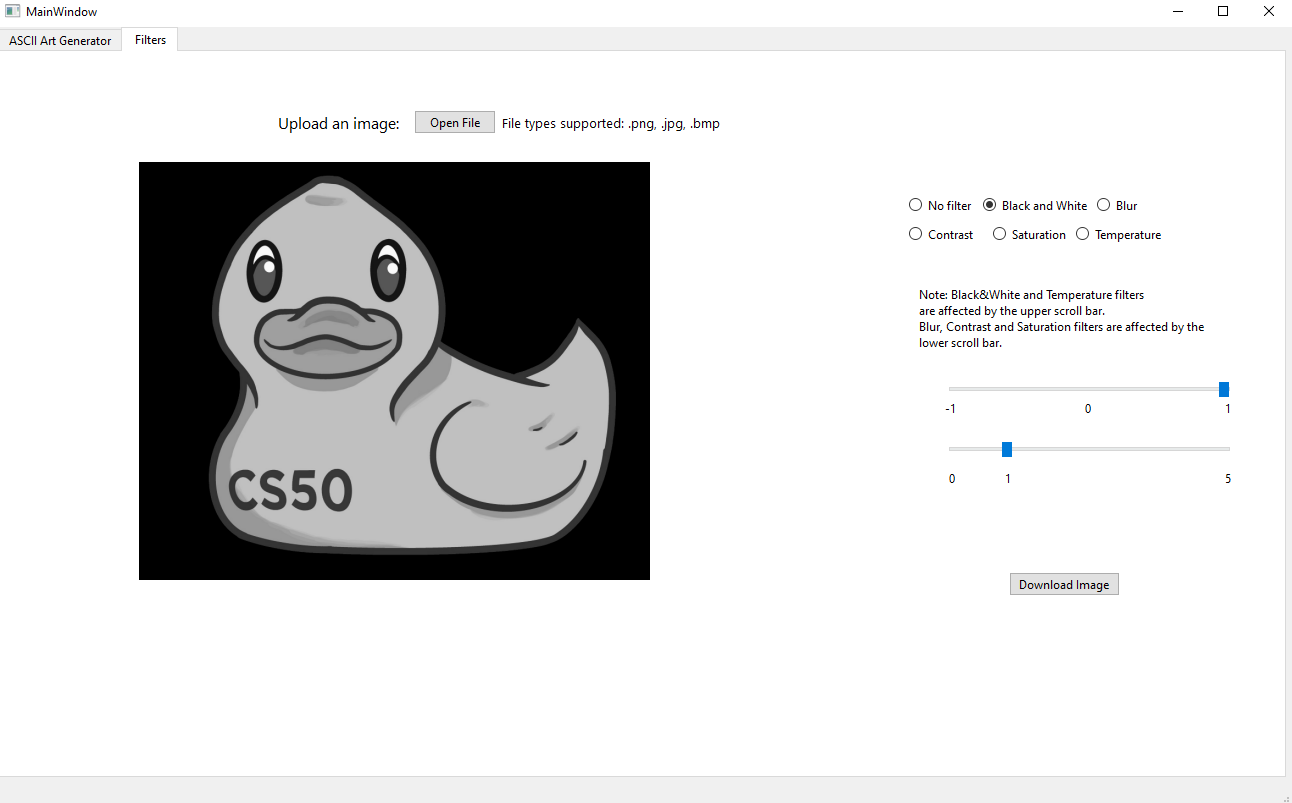 MainWindow
ASCII Art Generator Filters
Upload an image: Open File File types supported: .png, .jpg, .bmp
No filter Black and White Blur
Contrast Saturation Temperature
Note: Black&White and Temperature filters
are affected by the upper scroll bar.
Blur, Contrast and Saturation filters are affected by the
lower scroll bar.
-1 0 1
CS50
0 1 5
Download Image